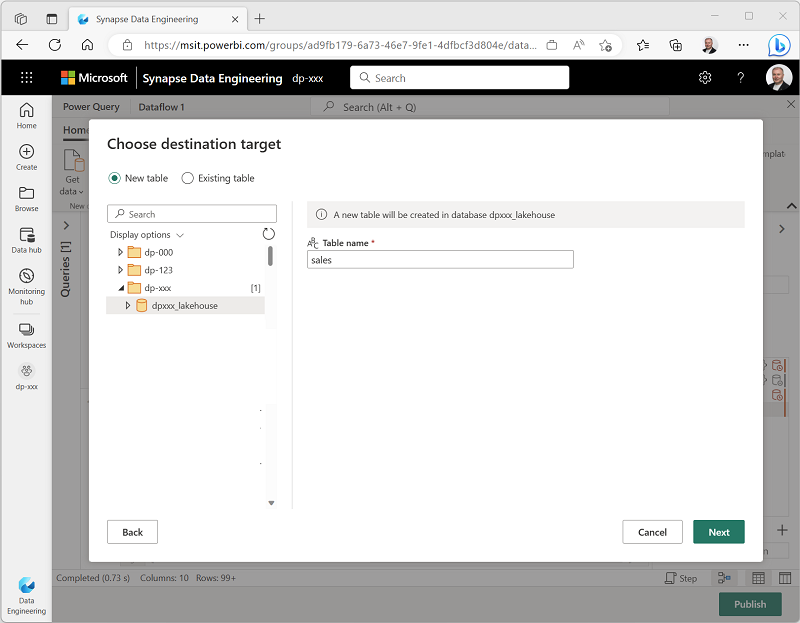 Synapse Data Engineering
https://msit.powerbi.com/groups/ad9fb179-6a73-46e7-9fe1-4dfbcf3d804e/data...
Microsoft Synapse Data Engineering dp-xxx Search
Home
Create
Browse
Data hub
Monitoring hub
Workspaces
dp-xxx
Data Engineering
Power Query Dataflow 1 Search (Alt + Q)
Home
Get data
New
Queries [1]
Choose destination target
New table Existing table
Search
Display options
dp-000
dp-123
dp-xxx [1]
dpxxx_lakehouse
A new table will be created in database dpxxx_lakehouse
Table name *
sales
Back Cancel Next
Completed (0.73 s) Columns: 10 Rows: 99+ Step
Publish